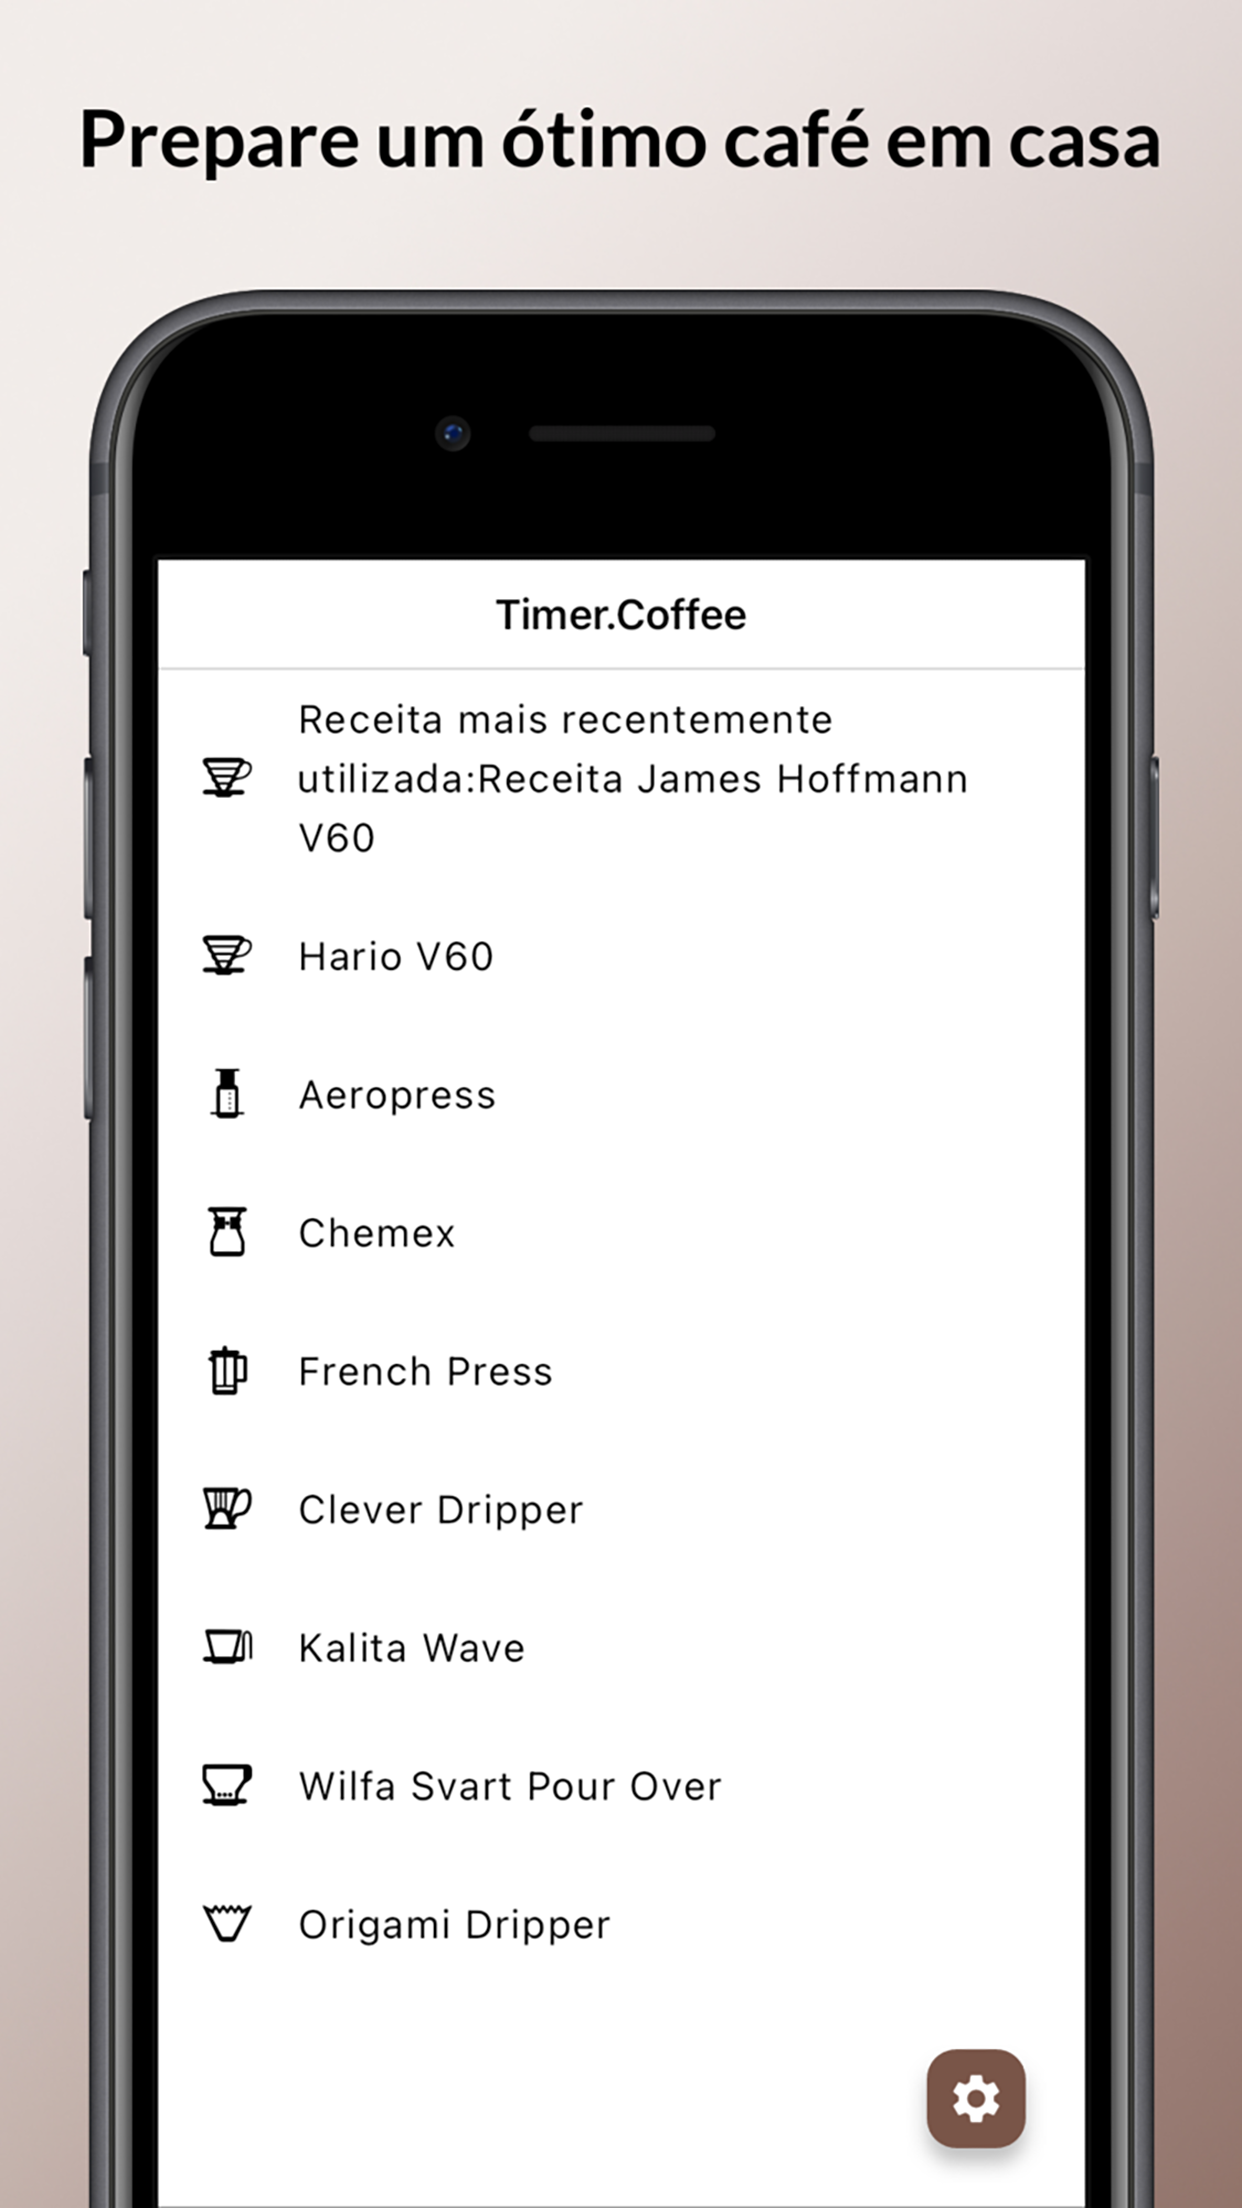 Prepare um ótimo café em casa
Timer.Coffee
Receita mais recentemente
utilizada:Receita James Hoffmann
V60
Hario V60
Aeropress
Chemex
French Press
Clever Dripper
Kalita Wave
Wilfa Svart Pour Over
Origami Dripper